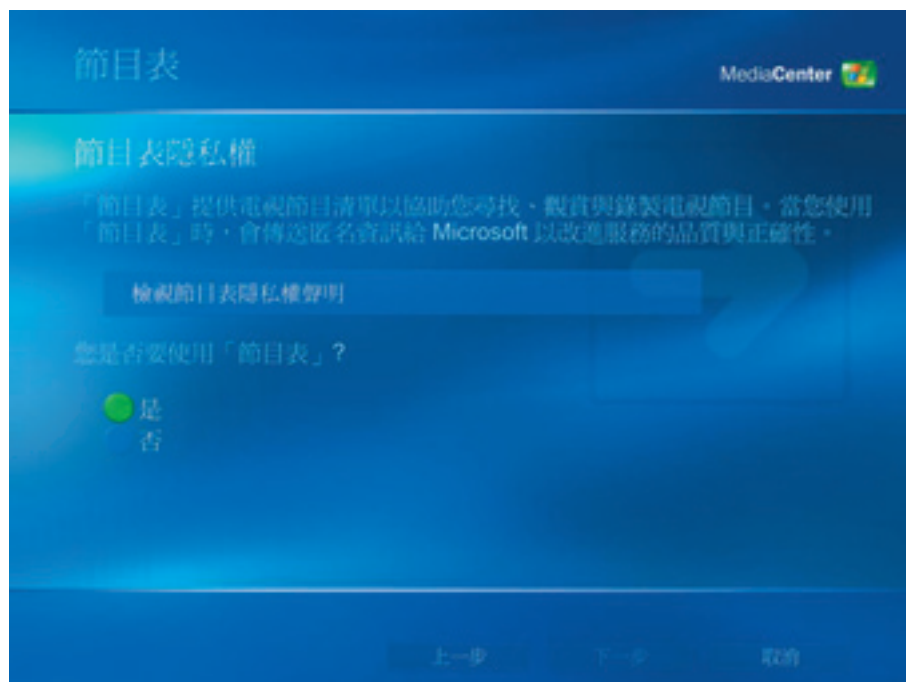 節目表
MediaCenter
節目表隱私權
「節目表」提供電視節目清單以協助您尋找、觀賞與錄製電視節目。當您使用
「節目表」時，會傳送匿名資訊給 Microsoft 以改進服務的品質與正確性。
檢視節目表隱私權聲明
您是否要使用「節目表」?
是
否
上一步 下一步 取消